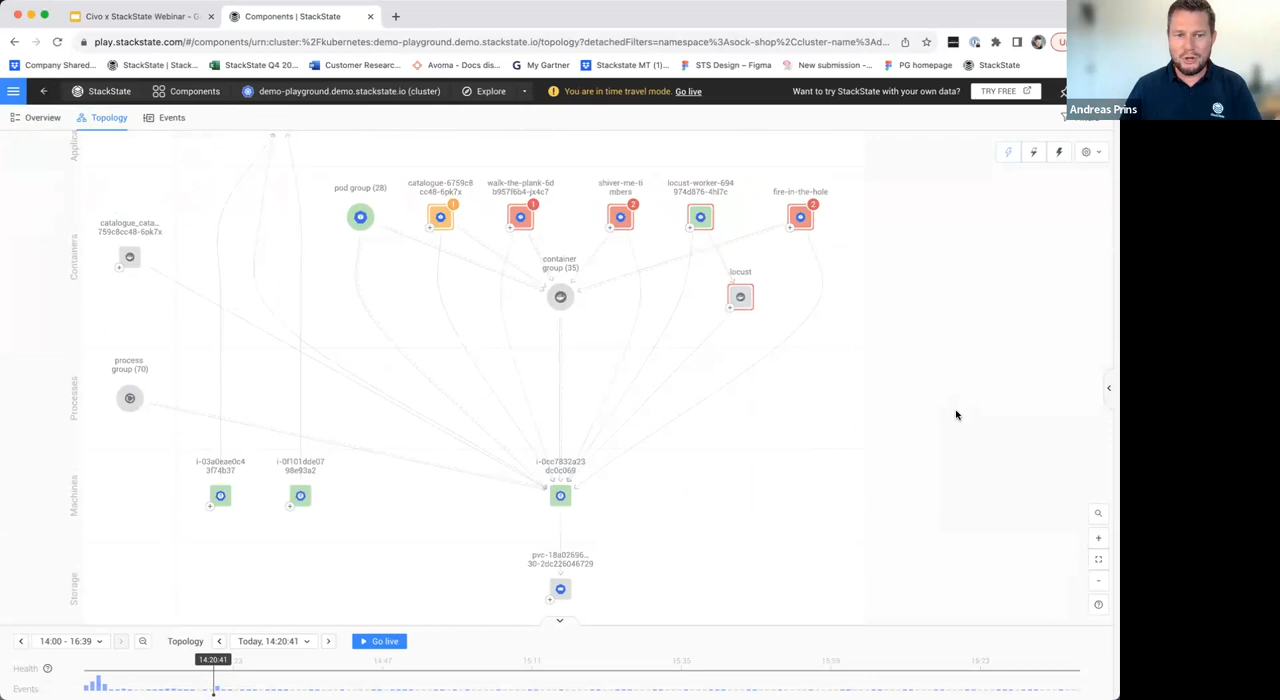 Civo x StackState Webinar - G
Components | StackState
play.stackstate.com/#/components/urn:cluster:%2Fkubernetes:demo-playground.demo.stackstate.io/topology?detachedFilters=namespace%3Asock-shop%2Ccluster-name%3Ad...
Company Shared...
StackState | Stack...
StackState Q4 20...
Customer Researc...
Avoma - Docs dis...
My Gartner
Stackstate MT (1)...
STS Design – Figma
New submission -...
PG homepage
StackState
StackState
Components
demo-playground.demo.stackstate.io (cluster)
Explore
You are in time travel mode. Go live
Want to try StackState with your own data?
TRY FREE
Andreas Prins
Overview
Topology
Events
Containers
Processes
Machines
Storage
pod group (28)
catalogue-6759c8
cc48-6pk7x
1
walk-the-plank-6d
b957f6b4-jx4c7
1
shiver-me-ti
mbers
2
locust-worker-694
974d876-4hl7c
fire-in-the-hole
2
catalogue_cata...
759c8cc48-6pk7x
container
group (35)
locust
process
group (70)
i-03a0eae0c4
3f74b37
i-0f101dde07
98e93a2
i-0cc7832a23
dc0c069
pvc-18a02696...
30-2dc226046729
14:00 - 16:39
Topology
Today, 14:20:41
Go live
14:20:41
23
14:47
15:11
15:35
15:59
16:23
Health
Events